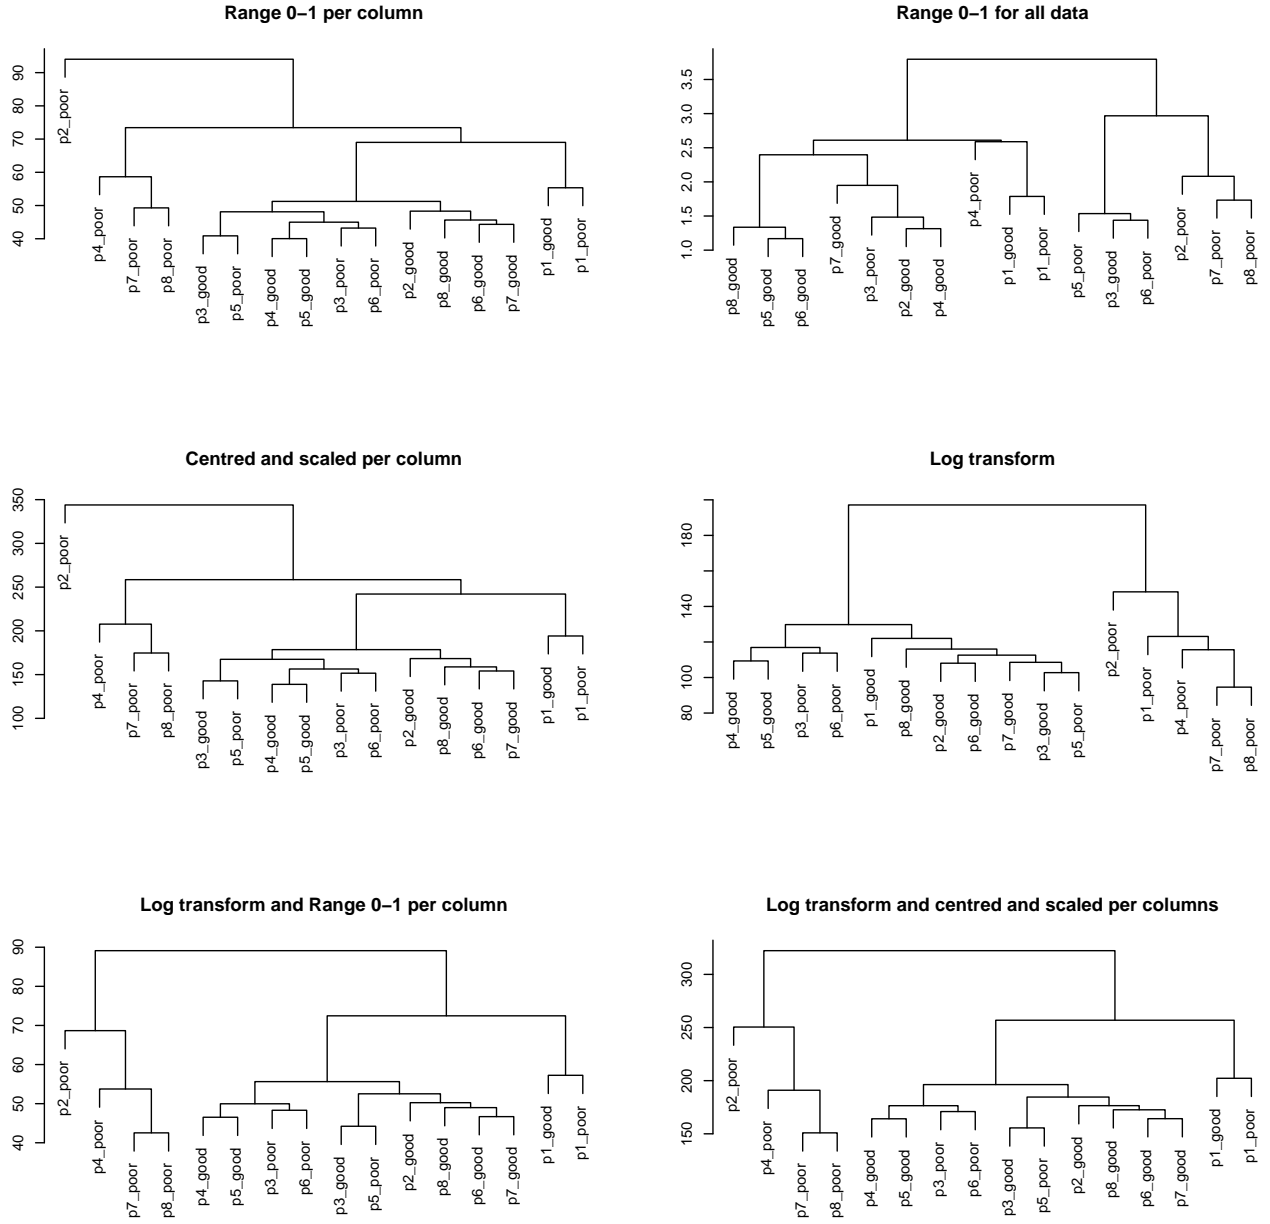 Range 0−1 per column
90
80
70
60
50
40
p2_poor
p4_poor
p7_poor
p8_poor
p3_good
p5_poor
p4_good
p5_good
p3_poor
p6_poor
p2_good
p8_good
p6_good
p7_good
p1_good
p1_poor
Range 0−1 for all data
3.5
3.0
2.5
2.0
1.5
1.0
p8_good
p5_good
p6_good
p7_good
p3_poor
p2_good
p4_good
p4_poor
p1_good
p1_poor
p5_poor
p3_good
p6_poor
p2_poor
p7_poor
p8_poor
Centred and scaled per column
350
300
250
200
150
100
p2_poor
p4_poor
p7_poor
p8_poor
p3_good
p5_poor
p4_good
p5_good
p3_poor
p6_poor
p2_good
p8_good
p6_good
p7_good
p1_good
p1_poor
Log transform
180
140
100
80
p4_good
p5_good
p3_poor
p6_poor
p1_good
p8_good
p2_good
p6_good
p7_good
p3_good
p5_poor
p2_poor
p1_poor
p4_poor
p7_poor
p8_poor
Log transform and Range 0−1 per column
90
80
70
60
50
40
p2_poor
p4_poor
p7_poor
p8_poor
p4_good
p5_good
p3_poor
p6_poor
p3_good
p5_poor
p2_good
p8_good
p6_good
p7_good
p1_good
p1_poor
Log transform and centred and scaled per columns
300
250
200
150
p2_poor
p4_poor
p7_poor
p8_poor
p4_good
p5_good
p3_poor
p6_poor
p3_good
p5_poor
p2_good
p8_good
p6_good
p7_good
p1_good
p1_poor